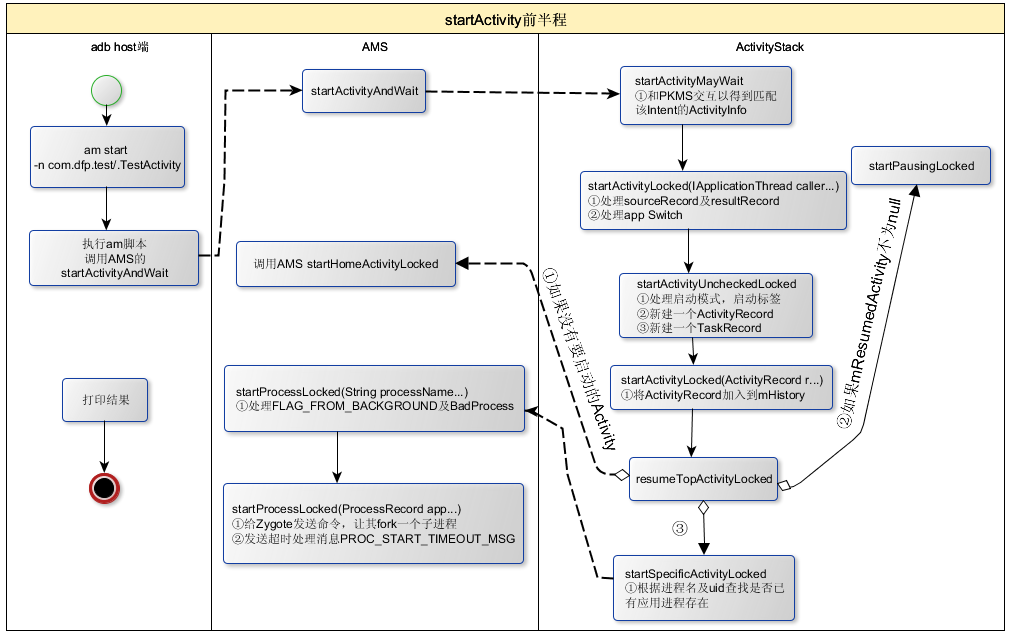 startActivity前半程
adb host端
am start
-n com.dfp.test/.TestActivity
执行am脚本
调用AMS的
startActivityAndWait
打印结果
AMS
startActivityAndWait
调用AMS startHomeActivityLocked
startProcessLocked(String processName...)
①处理FLAG_FROM_BACKGROUND及BadProcess
startProcessLocked(ProcessRecord app...)
①给Zygote发送命令，让其fork一个子进程
②发送超时处理消息PROC_START_TIMEOUT_MSG
ActivityStack
startActivityMayWait
①和PKMS交互以得到匹配
该Intent的ActivityInfo
startPausingLocked
startActivityLocked(IApplicationThread caller...)
①处理sourceRecord及resultRecord
②处理app Switch
startActivityUncheckedLocked
①处理启动模式，启动标签
②新建一个ActivityRecord
③新建一个TaskRecord
startActivityLocked(ActivityRecord r...)
①将ActivityRecord加入到mHistory
①如果没有要启动的Activity
②如果mResumedActivity不为null
resumeTopActivityLocked
③
startSpecificActivityLocked
①根据进程名及uid查找是否已
有应用进程存在